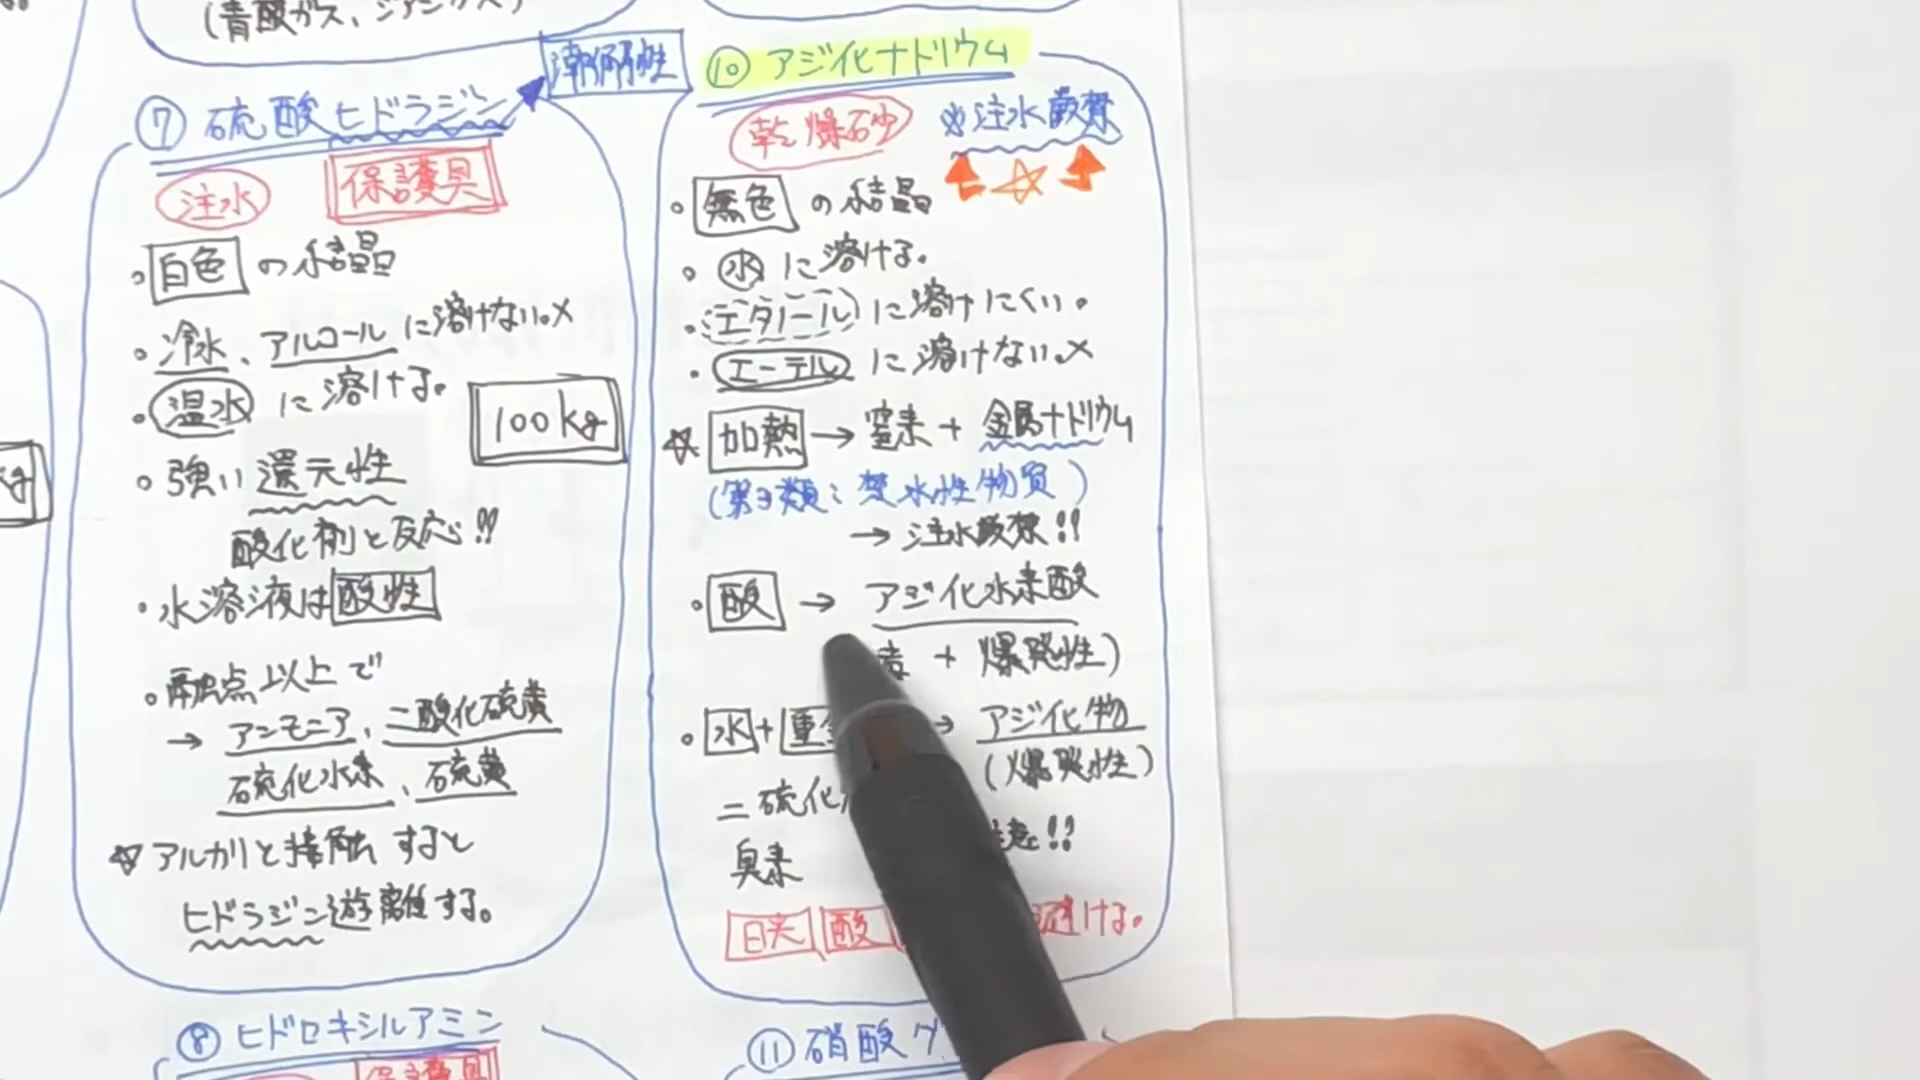 (青酸ガス、シアンガス)
⑦ 硫酸ヒドラジン
潮解性
注水 保護具
・白色 の結晶
・冷水、アルコール に溶けない。×
・温水 に溶ける。
100kg
・強い還元性
酸化剤と反応!!
・水溶液は酸性
・融点以上で
→ アンモニア、二酸化硫黄
硫化水素、硫黄
☆アルカリと接触すると
ヒドラジン遊離する。
⑧ ヒドロキシルアミン
保護具
⑩ アジ化ナトリウム
乾燥砂 ※注水厳禁
☆
・無色 の結晶
・水 に溶ける。
・エタノール に溶けにくい。
・エーテル に溶けない。×
☆加熱 → 窒素 + 金属ナトリウム
(第3類: 禁水性物質)
→ 注水厳禁!!
・酸 → アジ化水素酸
毒 + 爆発性)
・水+重 → アジ化物
(爆発性)
二硫化
臭素
注意!!
日光 酸 避ける。
⑪ 硝酸グ
kg